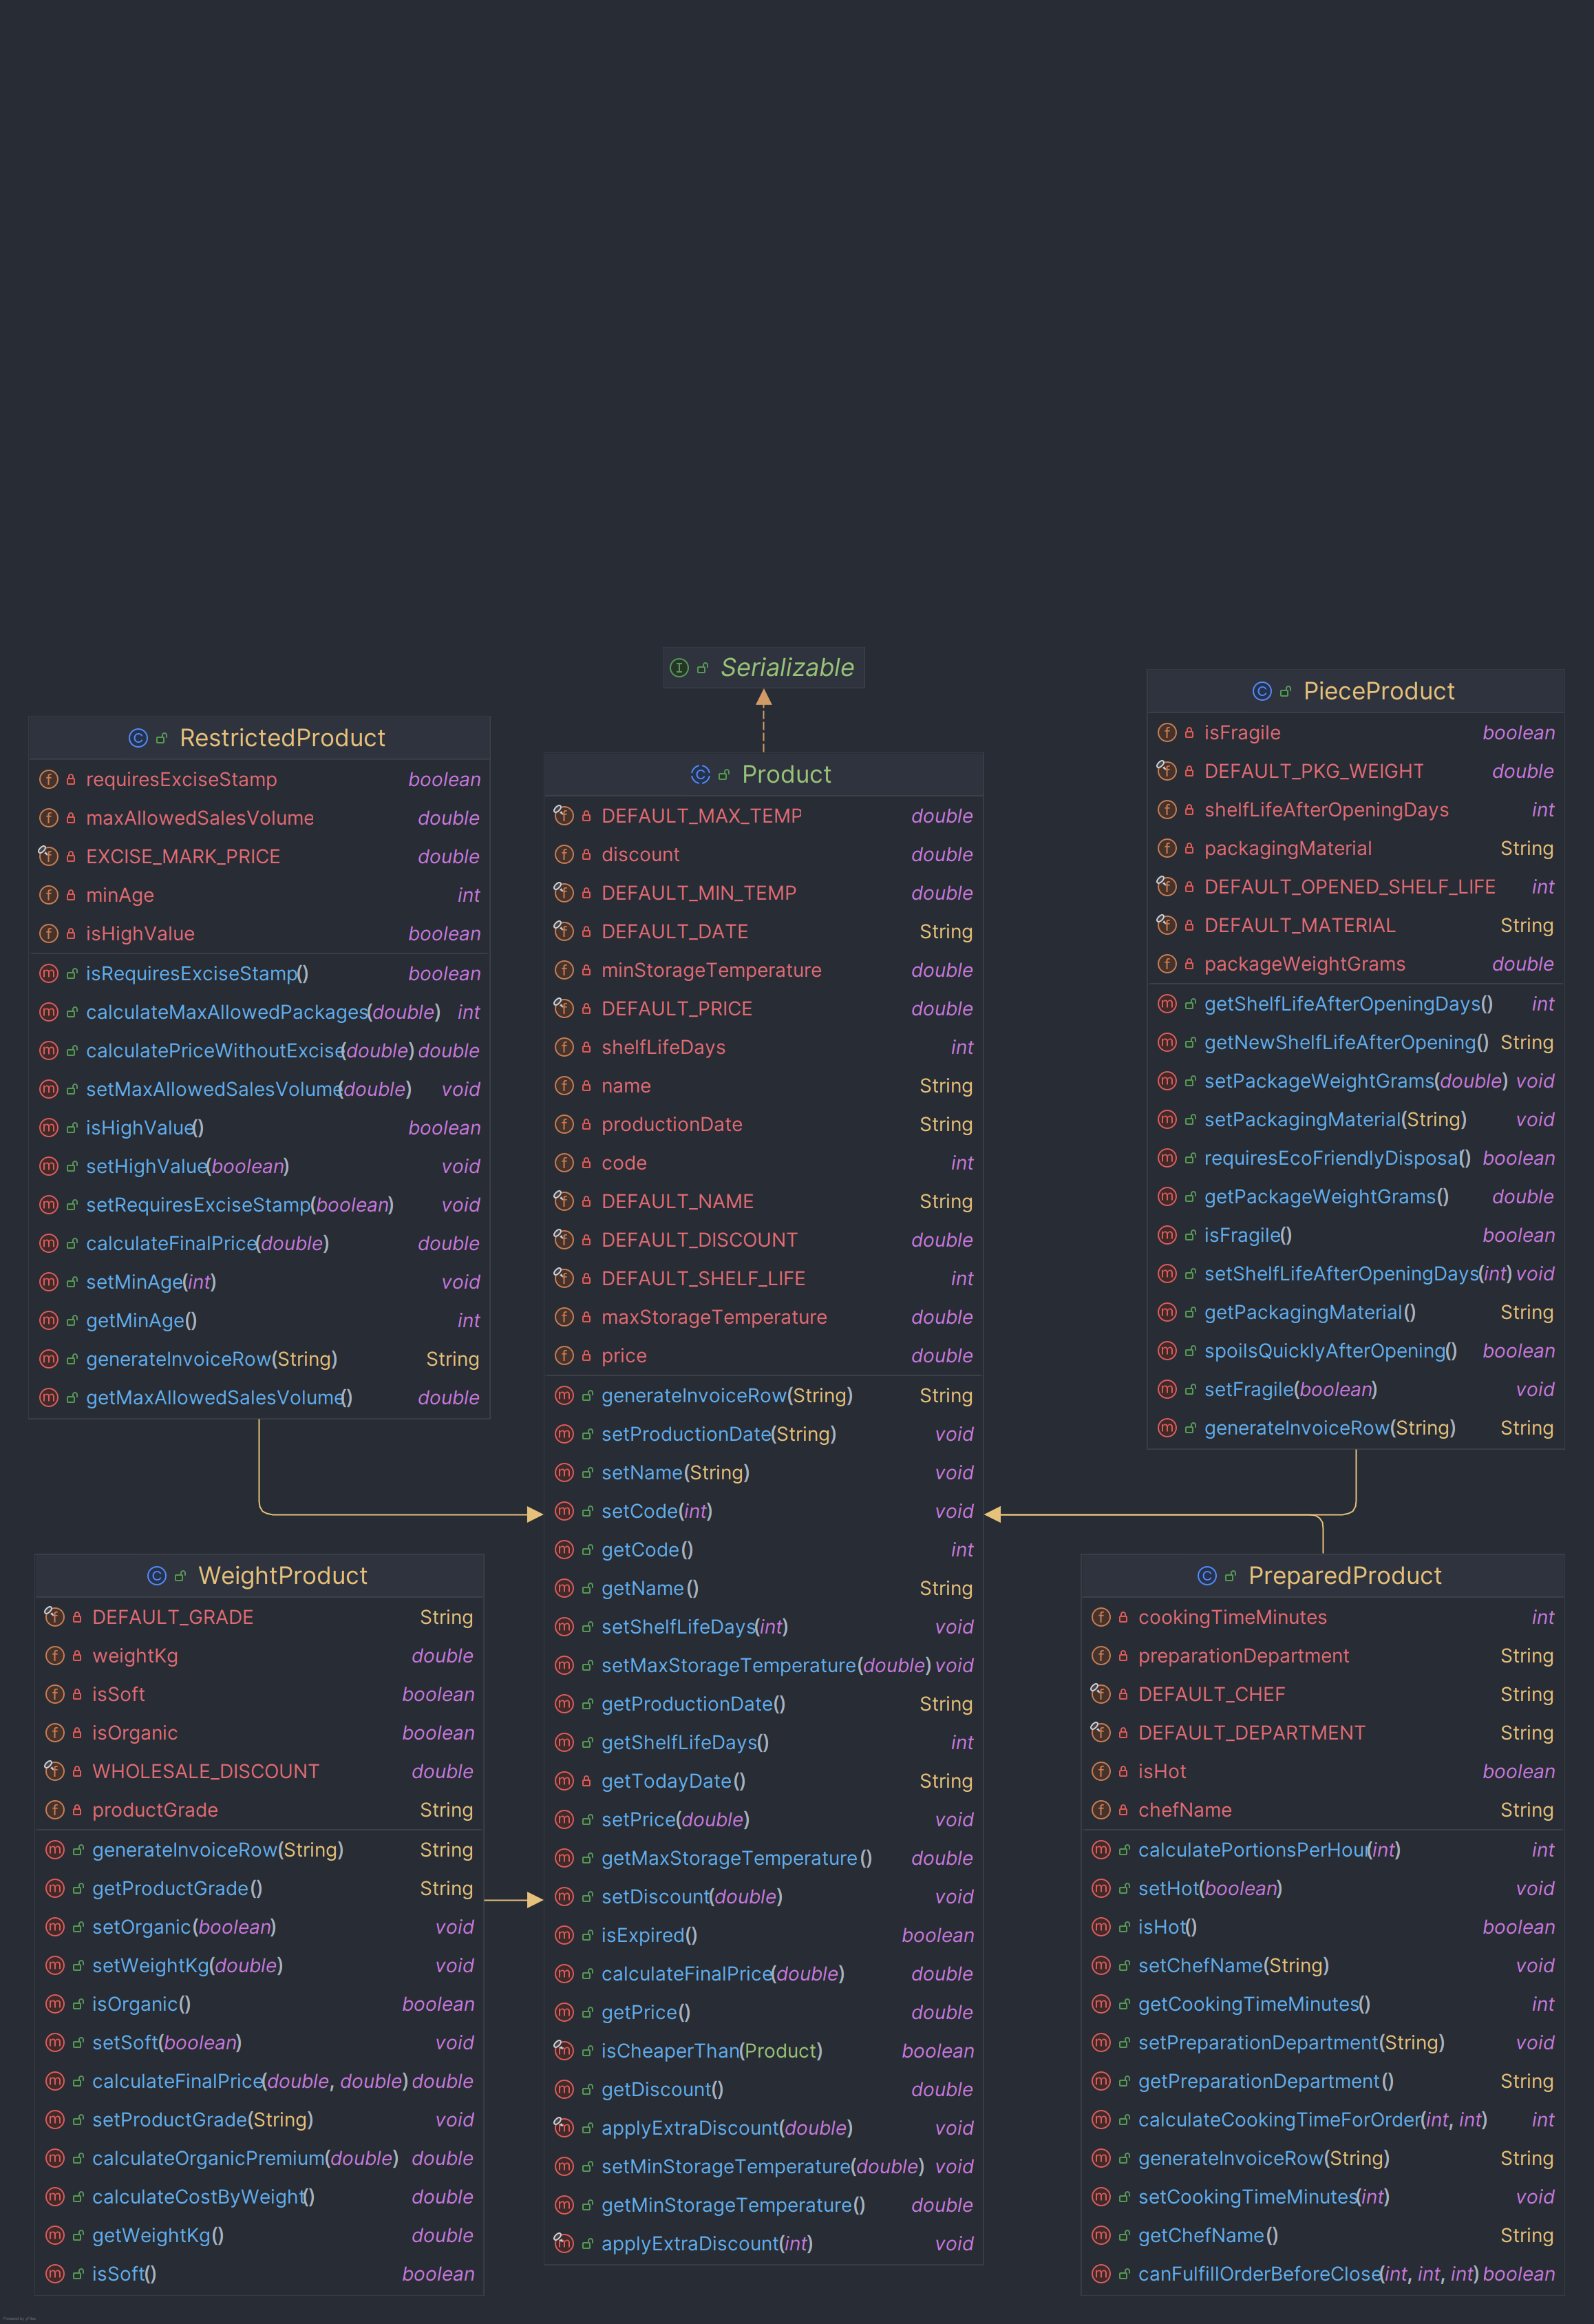 Serializable
RestrictedProduct
requiresExciseStamp boolean
maxAllowedSalesVolume double
EXCISE_MARK_PRICE double
minAge int
isHighValue boolean
isRequiresExciseStamp() boolean
calculateMaxAllowedPackages(double) int
calculatePriceWithoutExcise(double) double
setMaxAllowedSalesVolume(double) void
isHighValue() boolean
setHighValue(boolean) void
setRequiresExciseStamp(boolean) void
calculateFinalPrice(double) double
setMinAge(int) void
getMinAge() int
generateInvoiceRow(String) String
getMaxAllowedSalesVolume() double
WeightProduct
DEFAULT_GRADE String
weightKg double
isSoft boolean
isOrganic boolean
WHOLESALE_DISCOUNT double
productGrade String
generateInvoiceRow(String) String
getProductGrade() String
setOrganic(boolean) void
setWeightKg(double) void
isOrganic() boolean
setSoft(boolean) void
calculateFinalPrice(double, double) double
setProductGrade(String) void
calculateOrganicPremium(double) double
calculateCostByWeight() double
getWeightKg() double
isSoft() boolean
Product
DEFAULT_MAX_TEMP double
discount double
DEFAULT_MIN_TEMP double
DEFAULT_DATE String
minStorageTemperature double
DEFAULT_PRICE double
shelfLifeDays int
name String
productionDate String
code int
DEFAULT_NAME String
DEFAULT_DISCOUNT double
DEFAULT_SHELF_LIFE int
maxStorageTemperature double
price double
generateInvoiceRow(String) String
setProductionDate(String) void
setName(String) void
setCode(int) void
getCode() int
getName() String
setShelfLifeDays(int) void
setMaxStorageTemperature(double) void
getProductionDate() String
getShelfLifeDays() int
getTodayDate() String
setPrice(double) void
getMaxStorageTemperature() double
setDiscount(double) void
isExpired() boolean
calculateFinalPrice(double) double
getPrice() double
isCheaperThan(Product) boolean
getDiscount() double
applyExtraDiscount(double) void
setMinStorageTemperature(double) void
getMinStorageTemperature() double
applyExtraDiscount(int) void
PieceProduct
isFragile boolean
DEFAULT_PKG_WEIGHT double
shelfLifeAfterOpeningDays int
packagingMaterial String
DEFAULT_OPENED_SHELF_LIFE int
DEFAULT_MATERIAL String
packageWeightGrams double
getShelfLifeAfterOpeningDays() int
getNewShelfLifeAfterOpening() String
setPackageWeightGrams(double) void
setPackagingMaterial(String) void
requiresEcoFriendlyDisposal() boolean
getPackageWeightGrams() double
isFragile() boolean
setShelfLifeAfterOpeningDays(int) void
getPackagingMaterial() String
spoilsQuicklyAfterOpening() boolean
setFragile(boolean) void
generateInvoiceRow(String) String
PreparedProduct
cookingTimeMinutes int
preparationDepartment String
DEFAULT_CHEF String
DEFAULT_DEPARTMENT String
isHot boolean
chefName String
calculatePortionsPerHour(int) int
setHot(boolean) void
isHot() boolean
setChefName(String) void
getCookingTimeMinutes() int
setPreparationDepartment(String) void
getPreparationDepartment() String
calculateCookingTimeForOrder(int, int) int
generateInvoiceRow(String) String
setCookingTimeMinutes(int) void
getChefName() String
canFulfillOrderBeforeClose(int, int, int) boolean
Powered by yFiles